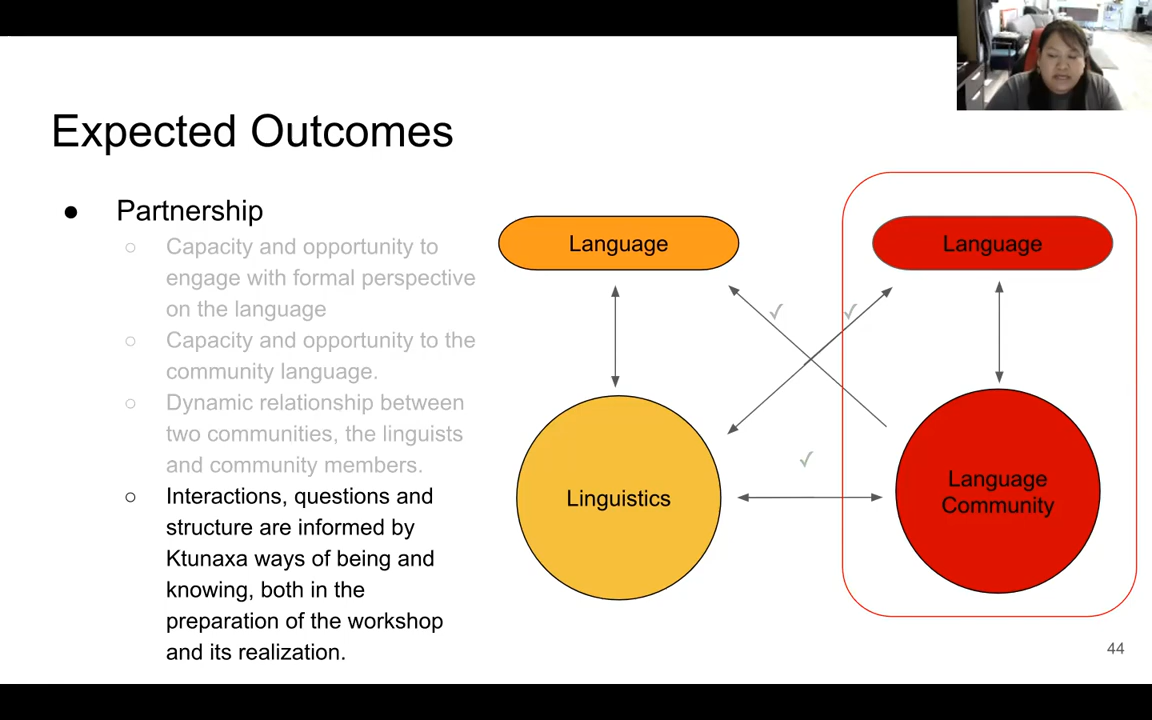 Expected Outcomes
● Partnership
○ Capacity and opportunity to
engage with formal perspective
on the language
○ Capacity and opportunity to the
community language.
○ Dynamic relationship between
two communities, the linguists
and community members.
○ Interactions, questions and
structure are informed by
Ktunaxa ways of being and
knowing, both in the
preparation of the workshop
and its realization.
Language
Language
✓
✓
✓
Linguistics
Language
Community
44